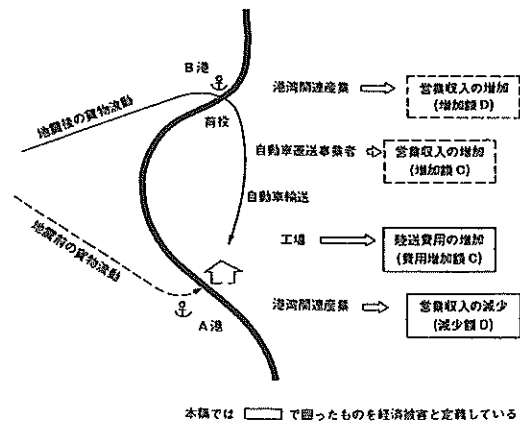 B港
地震後の貨物流動
荷役
港湾関連産業
営業収入の増加
(増加額 D)
自動車運送事業者
営業収入の増加
(増加額 C)
自動車輸送
地震前の貨物流動
工場
陸送費用の増加
(費用増加額 C)
A港
港湾関連産業
営業収入の減少
(減少額 D)
本稿では で囲ったものを経済被害と定義している